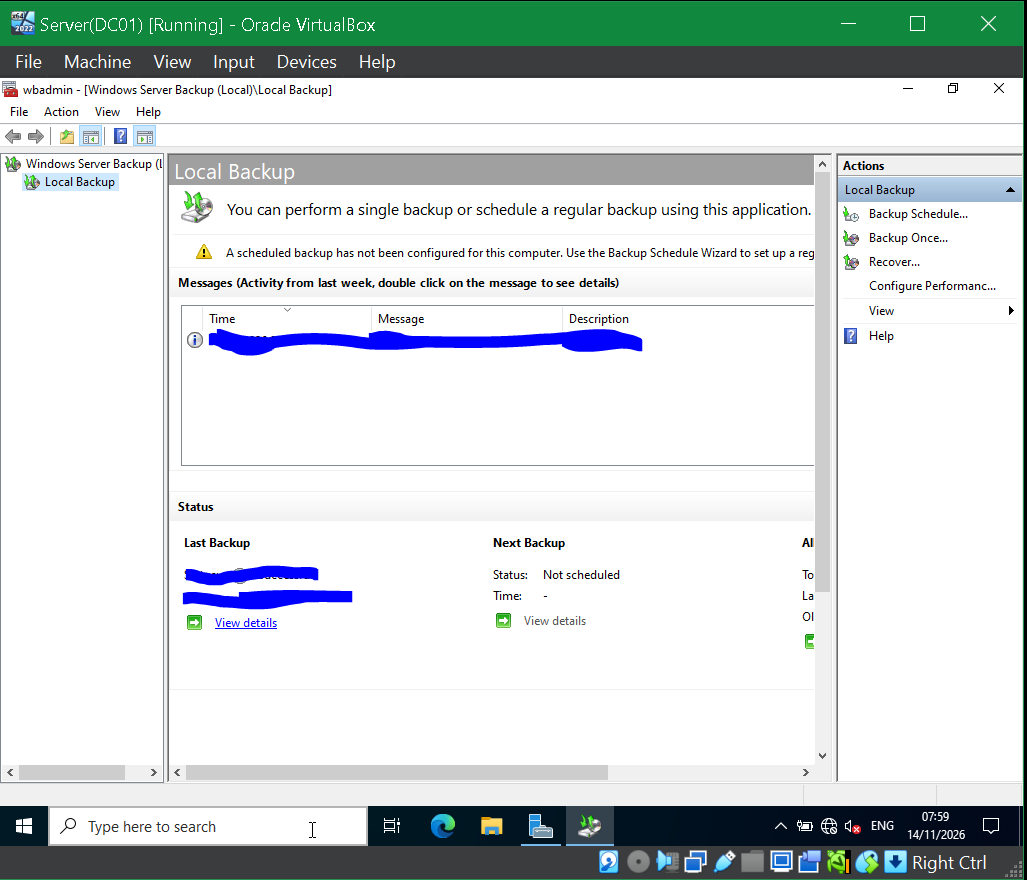 Server(DC01) [Running] - Oracle VirtualBox
File Machine View Input Devices Help
wbadmin - [Windows Server Backup (Local)\Local Backup]
File Action View Help
Windows Server Backup (L
Local Backup
Local Backup
You can perform a single backup or schedule a regular backup using this application.
A scheduled backup has not been configured for this computer. Use the Backup Schedule Wizard to set up a reg
Messages (Activity from last week, double click on the message to see details)
Time Message Description
Status
Last Backup
View details
Next Backup
Status: Not scheduled
Time: -
View details
Al
To
La
Ol
Actions
Local Backup
Backup Schedule...
Backup Once...
Recover...
Configure Performanc...
View
Help
Type here to search
ENG
07:59
14/11/2026
Right Ctrl